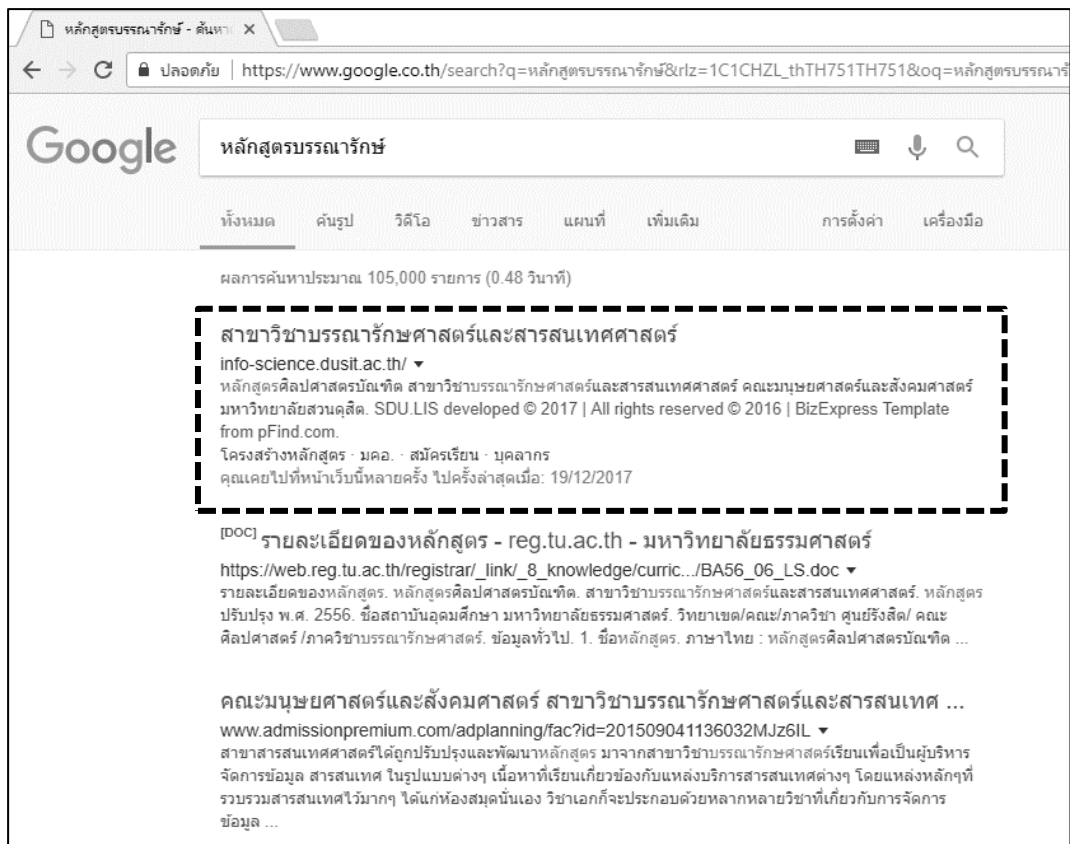 หลักสูตรบรรณารักษ์ - ค้นหา
ปลอดภัย | https://www.google.co.th/search?q=หลักสูตรบรรณารักษ์&rlz=1C1CHZL_thTH751TH751&oq=หลักสูตรบรรณารั
Google หลักสูตรบรรณารักษ์
ทั้งหมด ค้นรูป วิดีโอ ข่าวสาร แผนที่ เพิ่มเติม การตั้งค่า เครื่องมือ
ผลการค้นหาประมาณ 105,000 รายการ (0.48 วินาที)
สาขาวิชาบรรณารักษศาสตร์และสารสนเทศศาสตร์
info-science.dusit.ac.th/
หลักสูตรศิลปศาสตรบัณฑิต สาขาวิชาบรรณารักษศาสตร์และสารสนเทศศาสตร์ คณะมนุษยศาสตร์และสังคมศาสตร์
มหาวิทยาลัยสวนดุสิต. SDU.LIS developed © 2017 | All rights reserved © 2016 | BizExpress Template
from pFind.com.
โครงสร้างหลักสูตร · มคอ. · สมัครเรียน · บุคลากร
คุณเคยไปที่หน้าเว็บนี้หลายครั้ง ไปครั้งล่าสุดเมื่อ: 19/12/2017
[DOC] รายละเอียดของหลักสูตร - reg.tu.ac.th - มหาวิทยาลัยธรรมศาสตร์
https://web.reg.tu.ac.th/registrar/_link/_8_knowledge/curric.../BA56_06_LS.doc
รายละเอียดของหลักสูตร. หลักสูตรศิลปศาสตรบัณฑิต. สาขาวิชาบรรณารักษศาสตร์และสารสนเทศศาสตร์. หลักสูตร
ปรับปรุง พ.ศ. 2556. ชื่อสถาบันอุดมศึกษา มหาวิทยาลัยธรรมศาสตร์. วิทยาเขต/คณะ/ภาควิชา ศูนย์รังสิต/ คณะ
ศิลปศาสตร์ /ภาควิชาบรรณารักษศาสตร์. ข้อมูลทั่วไป. 1. ชื่อหลักสูตร. ภาษาไทย : หลักสูตรศิลปศาสตรบัณฑิต ...
คณะมนุษยศาสตร์และสังคมศาสตร์ สาขาวิชาบรรณารักษศาสตร์และสารสนเทศ ...
www.admissionpremium.com/adplanning/fac?id=201509041136032MJz6IL
สาขาสารสนเทศศาสตร์ได้ถูกปรับปรุงและพัฒนาหลักสูตร มาจากสาขาวิชาบรรณารักษศาสตร์เรียนเพื่อเป็นผู้บริหาร
จัดการข้อมูล สารสนเทศ ในรูปแบบต่างๆ เนื้อหาที่เรียนเกี่ยวข้องกับแหล่งบริการสารสนเทศต่างๆ โดยแหล่งหลักๆที่
รวบรวมสารสนเทศไว้มากๆ ได้แก่ห้องสมุดนั่นเอง วิชาเอกก็จะประกอบด้วยหลากหลายวิชาที่เกี่ยวกับการจัดการ
ข้อมูล ...